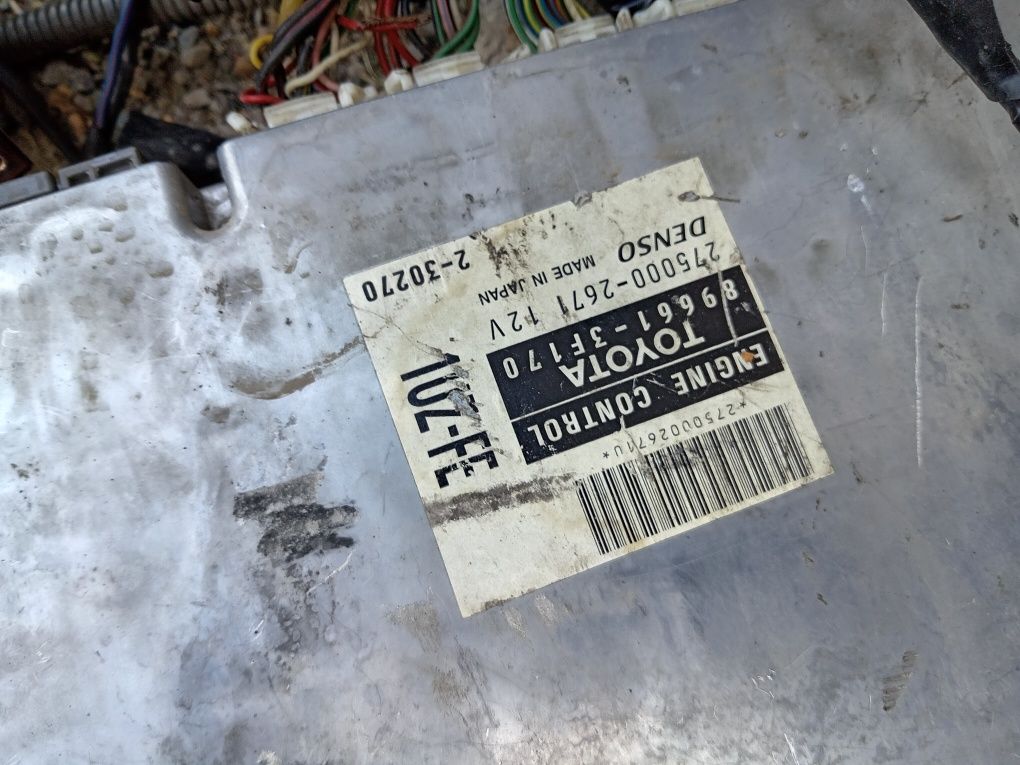 *2750002671U*
ENGINE CONTROL
TOYOTA
89661-3F170
275000-2671 12V
DENSO MADE IN JAPAN
1UZ-FE
2-30270